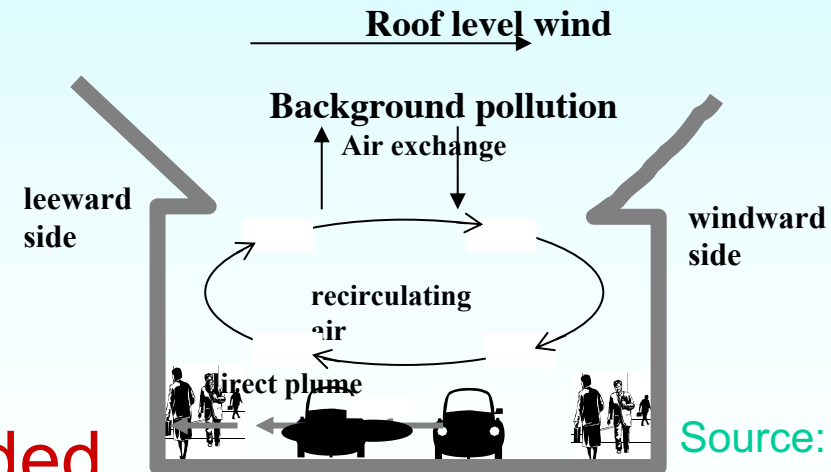 Roof level wind
Background pollution
Air exchange
leeward
side
windward
side
recirculating
air
direct plume
Source: